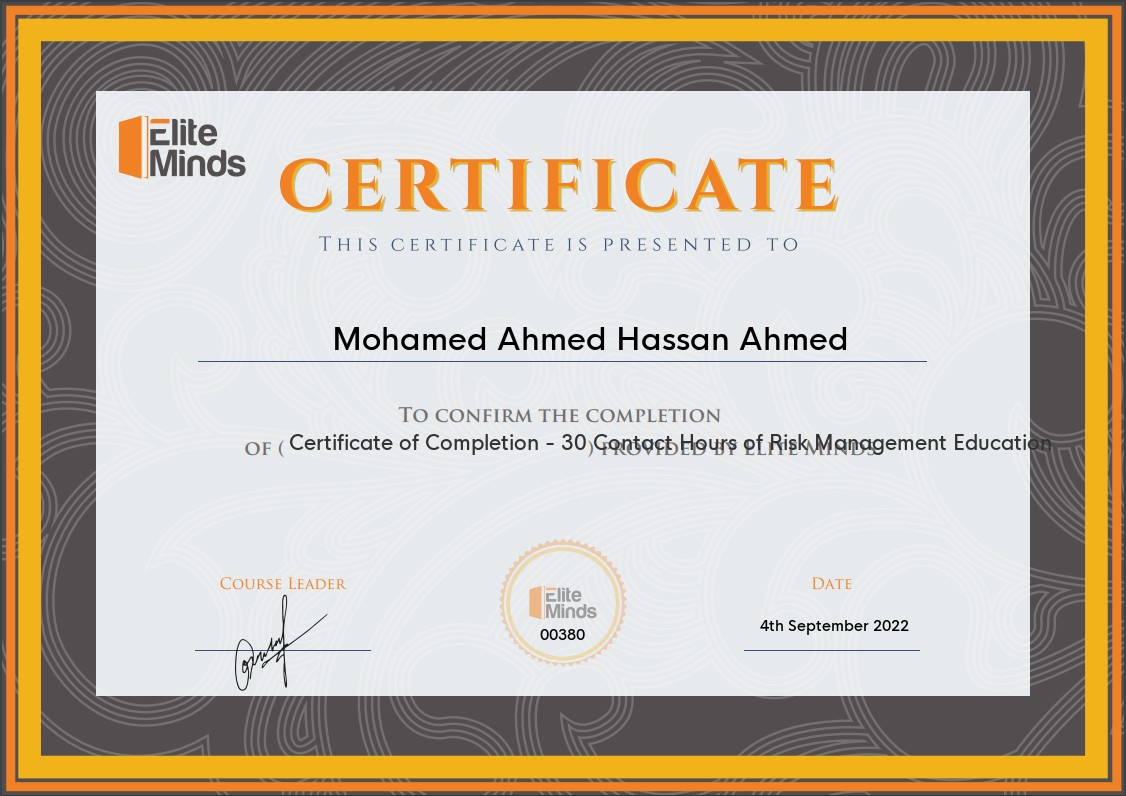 Elite
Minds
CERTIFICATE
THIS CERTIFICATE IS PRESENTED TO
Mohamed Ahmed Hassan Ahmed
TO CONFIRM THE COMPLETION
OF ( Certificate of Completion - 30 Contact Hours of Risk Management Education
) PROVIDED BY ELITE MINDS
COURSE LEADER
DATE
Elite
Minds
00380
4th September 2022